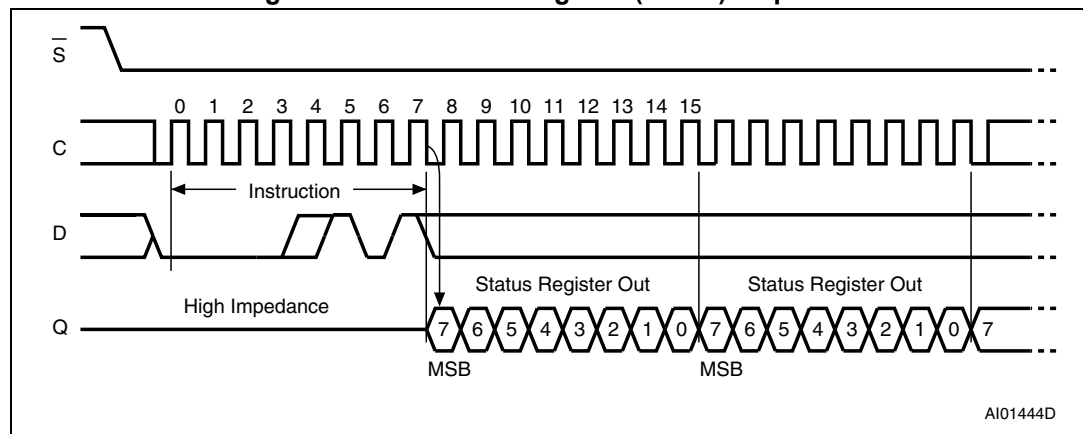 S
0 1 2 3 4 5 6 7 8 9 10 11 12 13 14 15
C
Instruction
D
Status Register Out Status Register Out
High Impedance
Q 7 6 5 4 3 2 1 0 7 6 5 4 3 2 1 0 7
MSB MSB
AI01444D